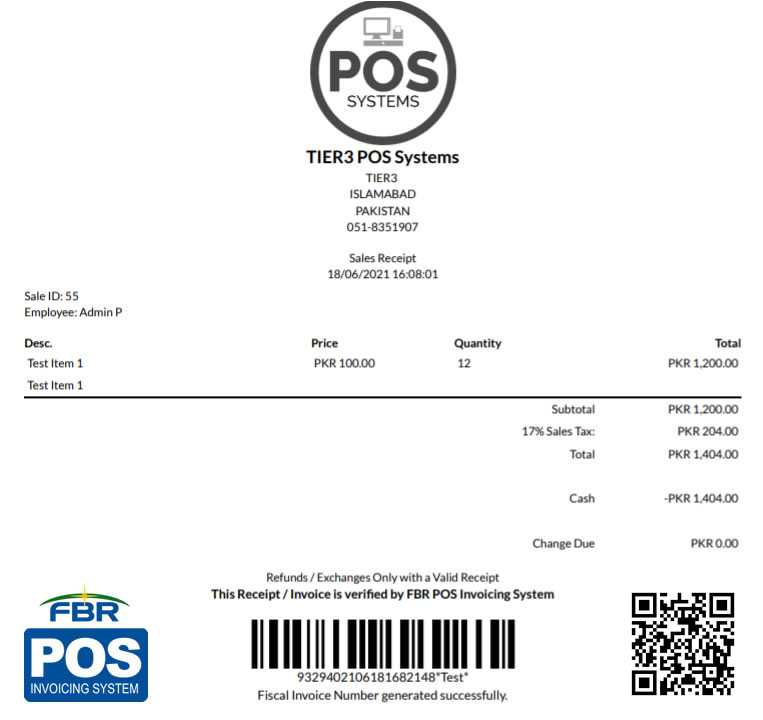 POS
SYSTEMS
TIER3 POS Systems
TIER3
ISLAMABAD
PAKISTAN
051-8351907
Sales Receipt
18/06/2021 16:08:01
Sale ID: 55
Employee: Admin P
Desc. Price Quantity Total
Test Item 1 PKR 100.00 12 PKR 1,200.00
Test Item 1
Subtotal PKR 1,200.00
17% Sales Tax: PKR 204.00
Total PKR 1,404.00
Cash -PKR 1,404.00
Change Due PKR 0.00
Refunds / Exchanges Only with a Valid Receipt
This Receipt / Invoice is verified by FBR POS Invoicing System
FBR
POS
INVOICING SYSTEM
9329402106181682148*Test*
Fiscal Invoice Number generated successfully.